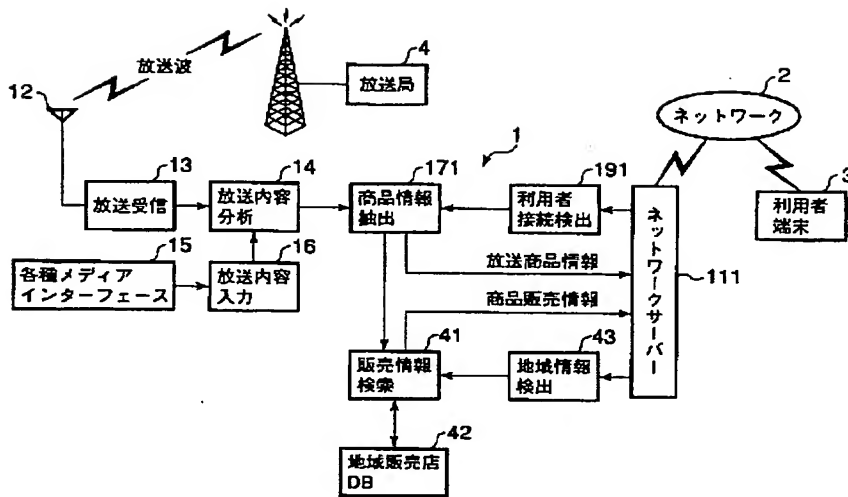 放送波
4
放送局
12
2
ネットワーク
1
13
14
171
191
3
放送受信
放送内容
分析
商品情報
抽出
利用者
接続検出
利用者
端末
15
16
各種メディア
インターフェース
放送内容
入力
放送商品情報
商品販売情報
ネットワークサーバー
111
41
43
販売情報
検索
地域情報
検出
42
地域販売店
DB